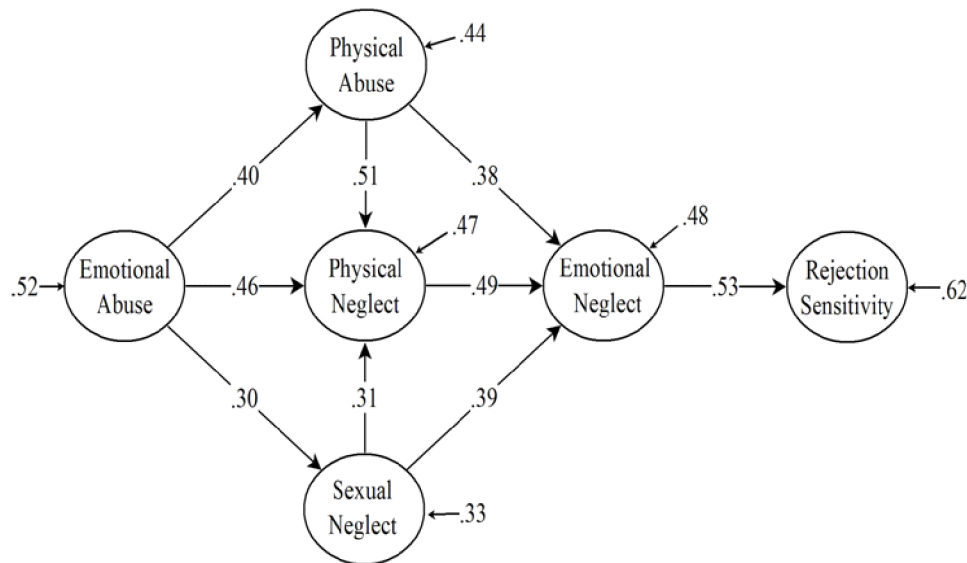 Physical
Abuse
.44
.40
.51
.38
.52
Emotional
Abuse
.46
Physical
Neglect
.47
.49
Emotional
Neglect
.48
.53
Rejection
Sensitivity
.62
.30
.31
.39
Sexual
Neglect
.33